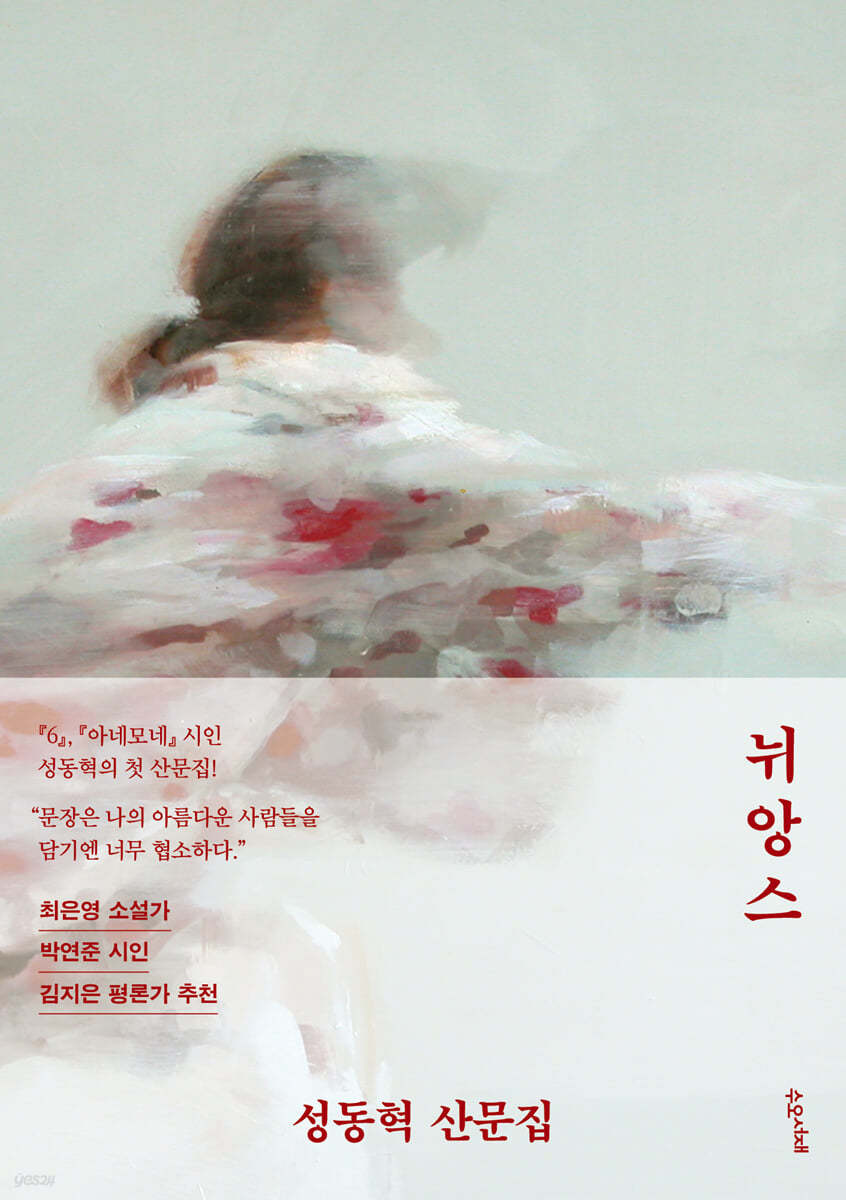 『6』, 『아네모네』 시인
성동혁의 첫 산문집!
“문장은 나의 아름다운 사람들을
담기엔 너무 협소하다.”
최은영 소설가
박연준 시인
김지은 평론가 추천
뉘앙스
성동혁 산문집
수오서재
yes24